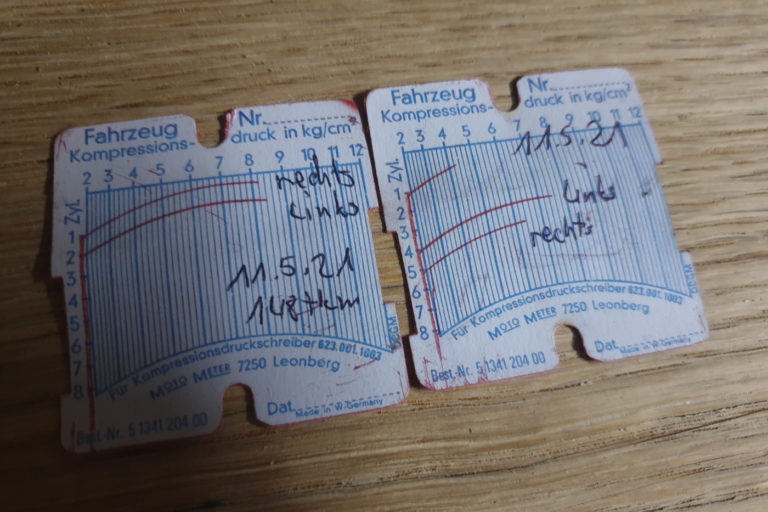 Fahrzeug Nr.
Kompressions- druck in kg/cm²
2 3 4 5 6 7 8 9 10 11 12
Zyl.
1
2
3
4
5
6
7
8
rechts
Links
11.5.21
Für Kompressionsdruckschreiber 623.001.1003
MOTO METER 7250 Leonberg
DBGM
Dat.
Made in W.-Germany
Best.-Nr. 5 1341 204 00
Fahrzeug Nr.
Kompressions- druck in kg/cm²
2 3 4 5 6 7 8 9 10 11 12
11.5.21
Zyl.
1
2
3
4
5
6
7
8
Links
rechts
Für Kompressionsdruckschreiber 623.001.1003
MOTO METER 7250 Leonberg
DBGM
Dat.
Made in W.-Germany
Best-Nr. 5 1341 204 00